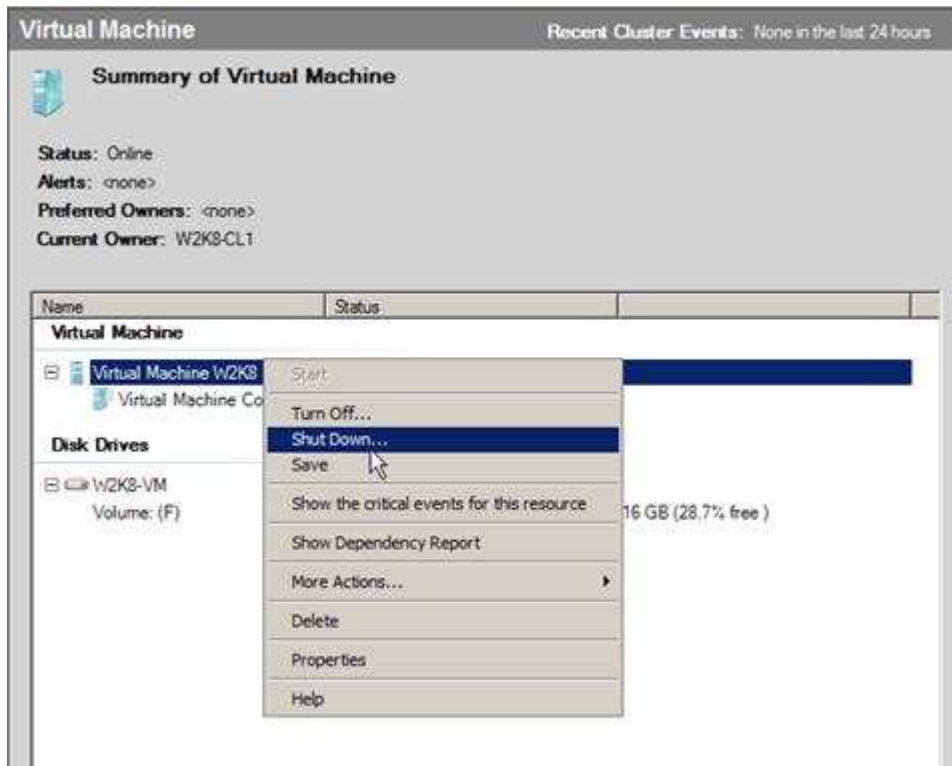 Virtual Machine Recent Cluster Events: None in the last 24 hours
Summary of Virtual Machine
Status: Online
Alerts: <none>
Preferred Owners: <none>
Current Owner: W2K8-CL1
Name Status
Virtual Machine
Virtual Machine W2K8
Virtual Machine Co
Disk Drives
W2K8-VM
Volume: (F) 16 GB (28.7% free )
Start
Turn Off...
Shut Down...
Save
Show the critical events for this resource
Show Dependency Report
More Actions...
Delete
Properties
Help